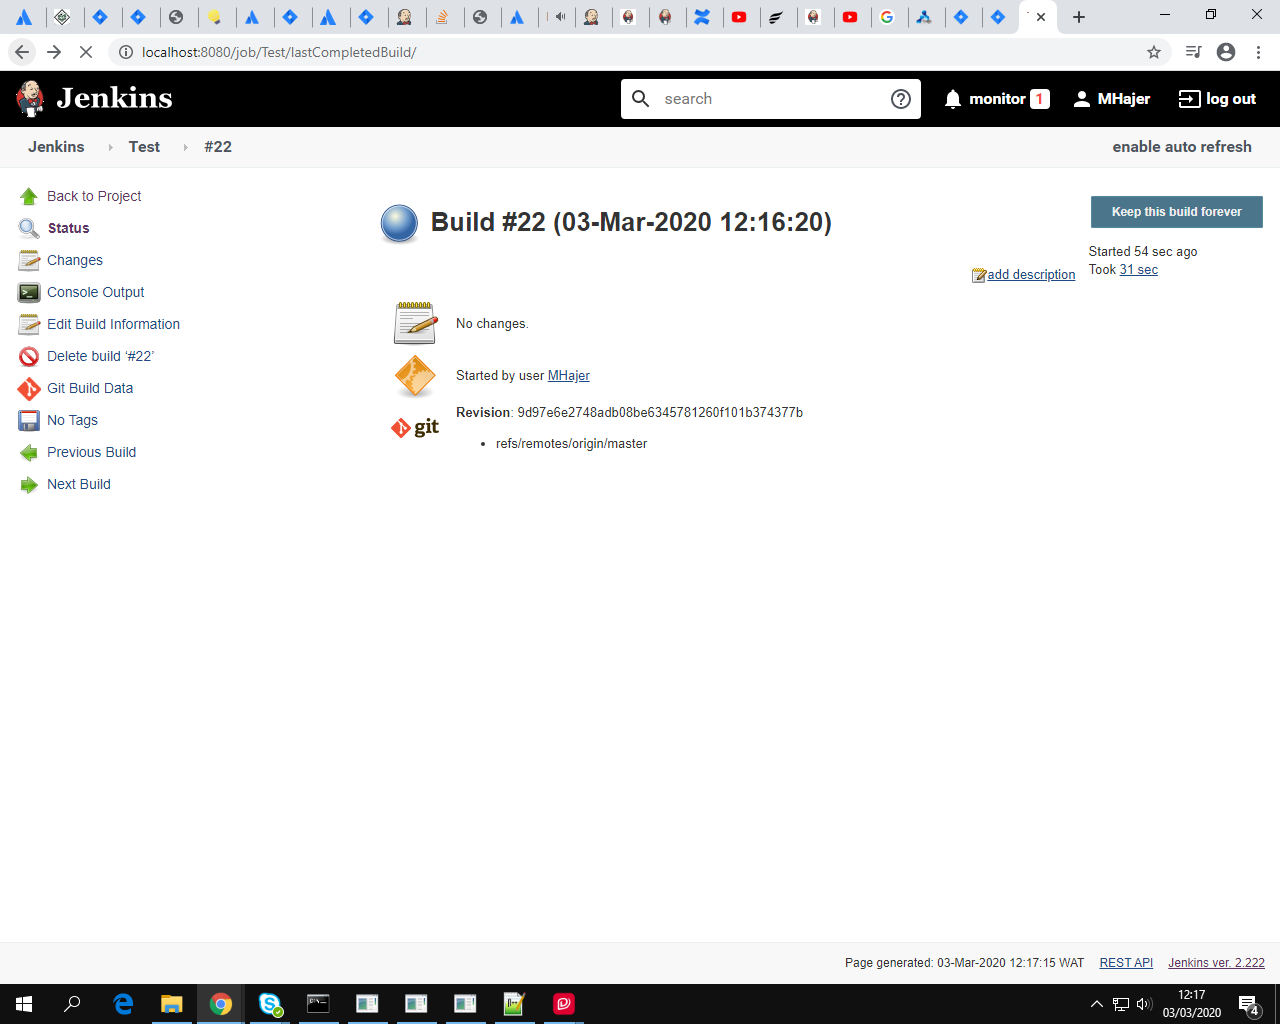 localhost:8080/job/Test/lastCompletedBuild/
Jenkins
search
monitor 1
MHajer
log out
Jenkins
Test
#22
enable auto refresh
Back to Project
Status
Changes
Console Output
Edit Build Information
Delete build ‘#22’
Git Build Data
No Tags
Previous Build
Next Build
Build #22 (03-Mar-2020 12:16:20)
Keep this build forever
Started 54 sec ago
Took 31 sec
add description
No changes.
Started by user MHajer
git
Revision: 9d97e6e2748adb08be6345781260f101b374377b
refs/remotes/origin/master
Page generated: 03-Mar-2020 12:17:15 WAT
REST API
Jenkins ver. 2.222
12:17
03/03/2020
4